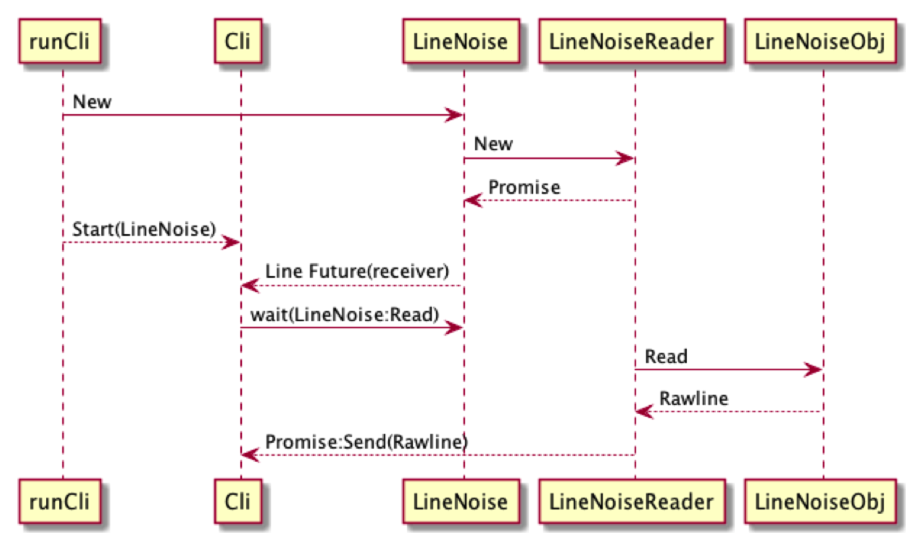 runCli
Cli
LineNoise
LineNoiseReader
LineNoiseObj
New
New
Promise
Start(LineNoise)
Line Future(receiver)
wait(LineNoise:Read)
Read
Rawline
Promise:Send(Rawline)
runCli
Cli
LineNoise
LineNoiseReader
LineNoiseObj